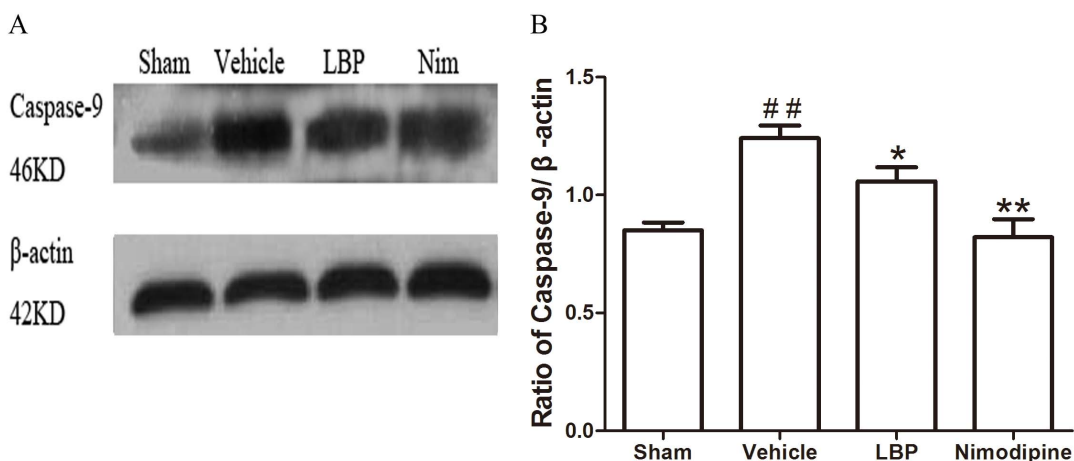 A
Sham Vehicle LBP Nim
Caspase-9
46KD
β-actin
42KD
B
Ratio of Caspase-9/ β -actin
1.5
1.0
0.5
0.0
##
*
**
Sham Vehicle LBP Nimodipine